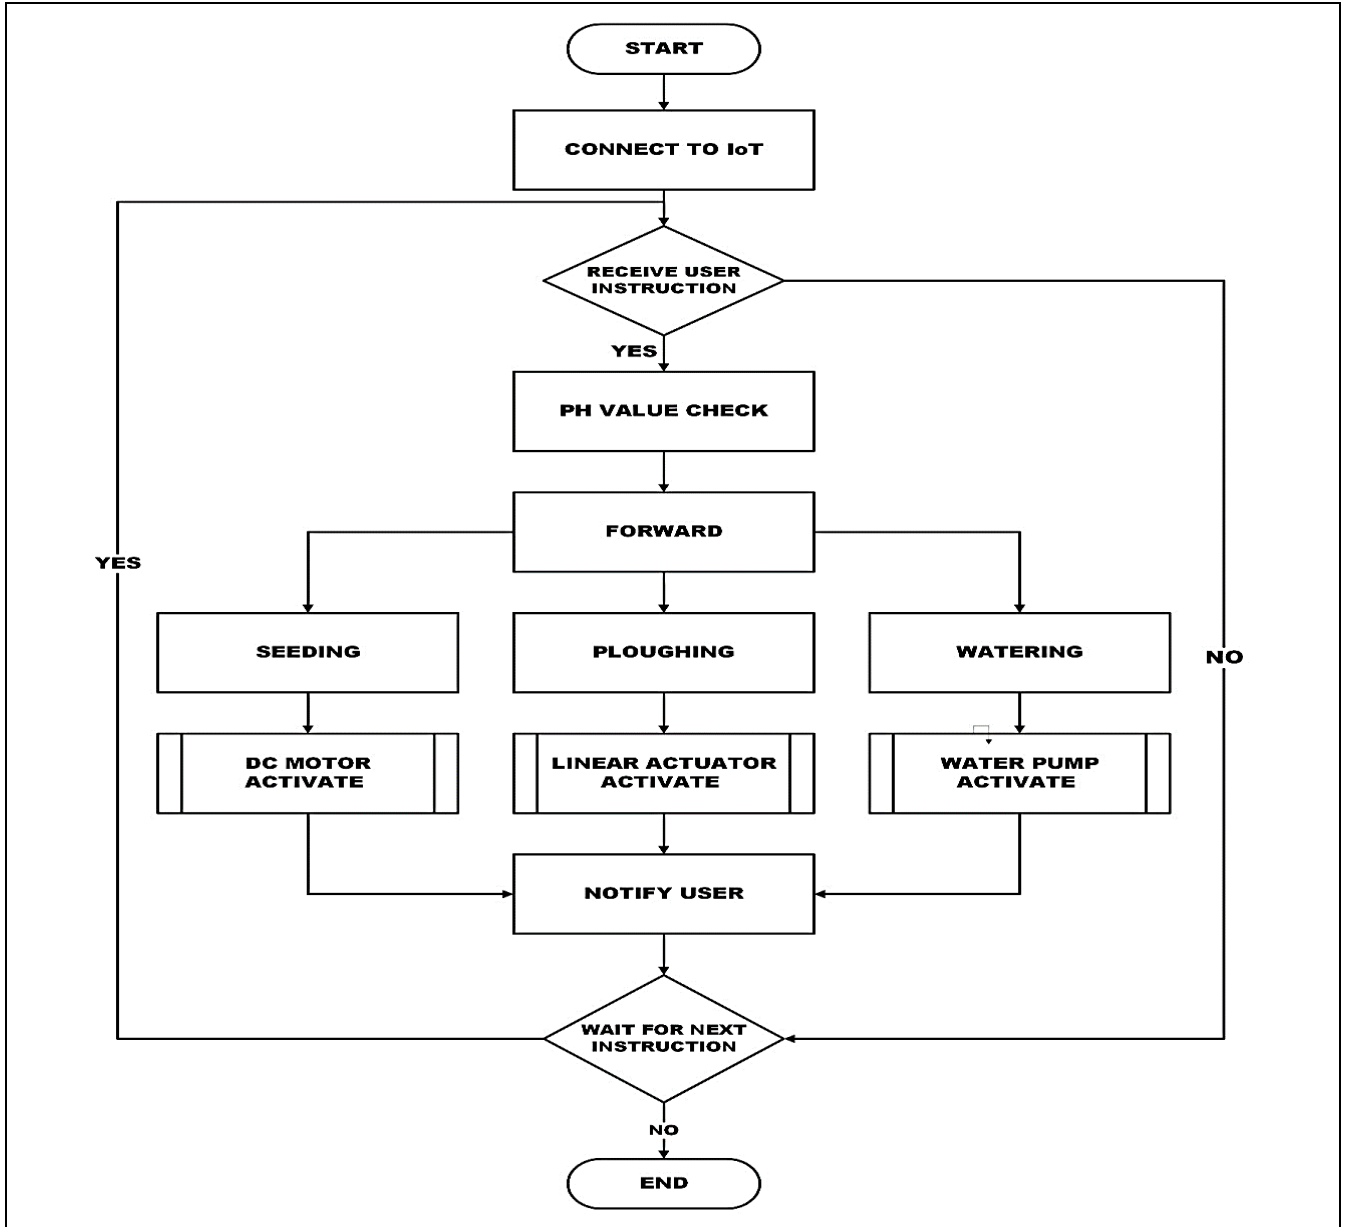 START
CONNECT TO IoT
RECEIVE USER
INSTRUCTION
YES
PH VALUE CHECK
FORWARD
YES
SEEDING
PLOUGHING
WATERING
NO
DC MOTOR
ACTIVATE
LINEAR ACTUATOR
ACTIVATE
WATER PUMP
ACTIVATE
NOTIFY USER
WAIT FOR NEXT
INSTRUCTION
NO
END